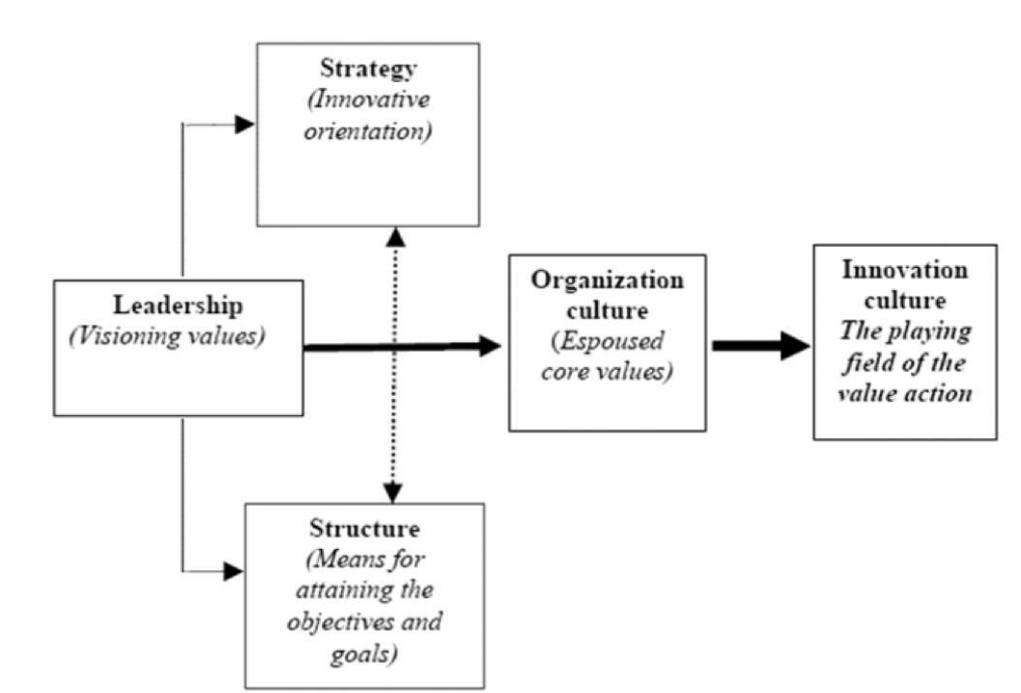 Strategy
(Innovative
orientation)
Leadership
(Visioning values)
Organization
culture
(Espoused
core values)
Innovation
culture
The playing
field of the
value action
Structure
(Means for
attaining the
objectives and
goals)